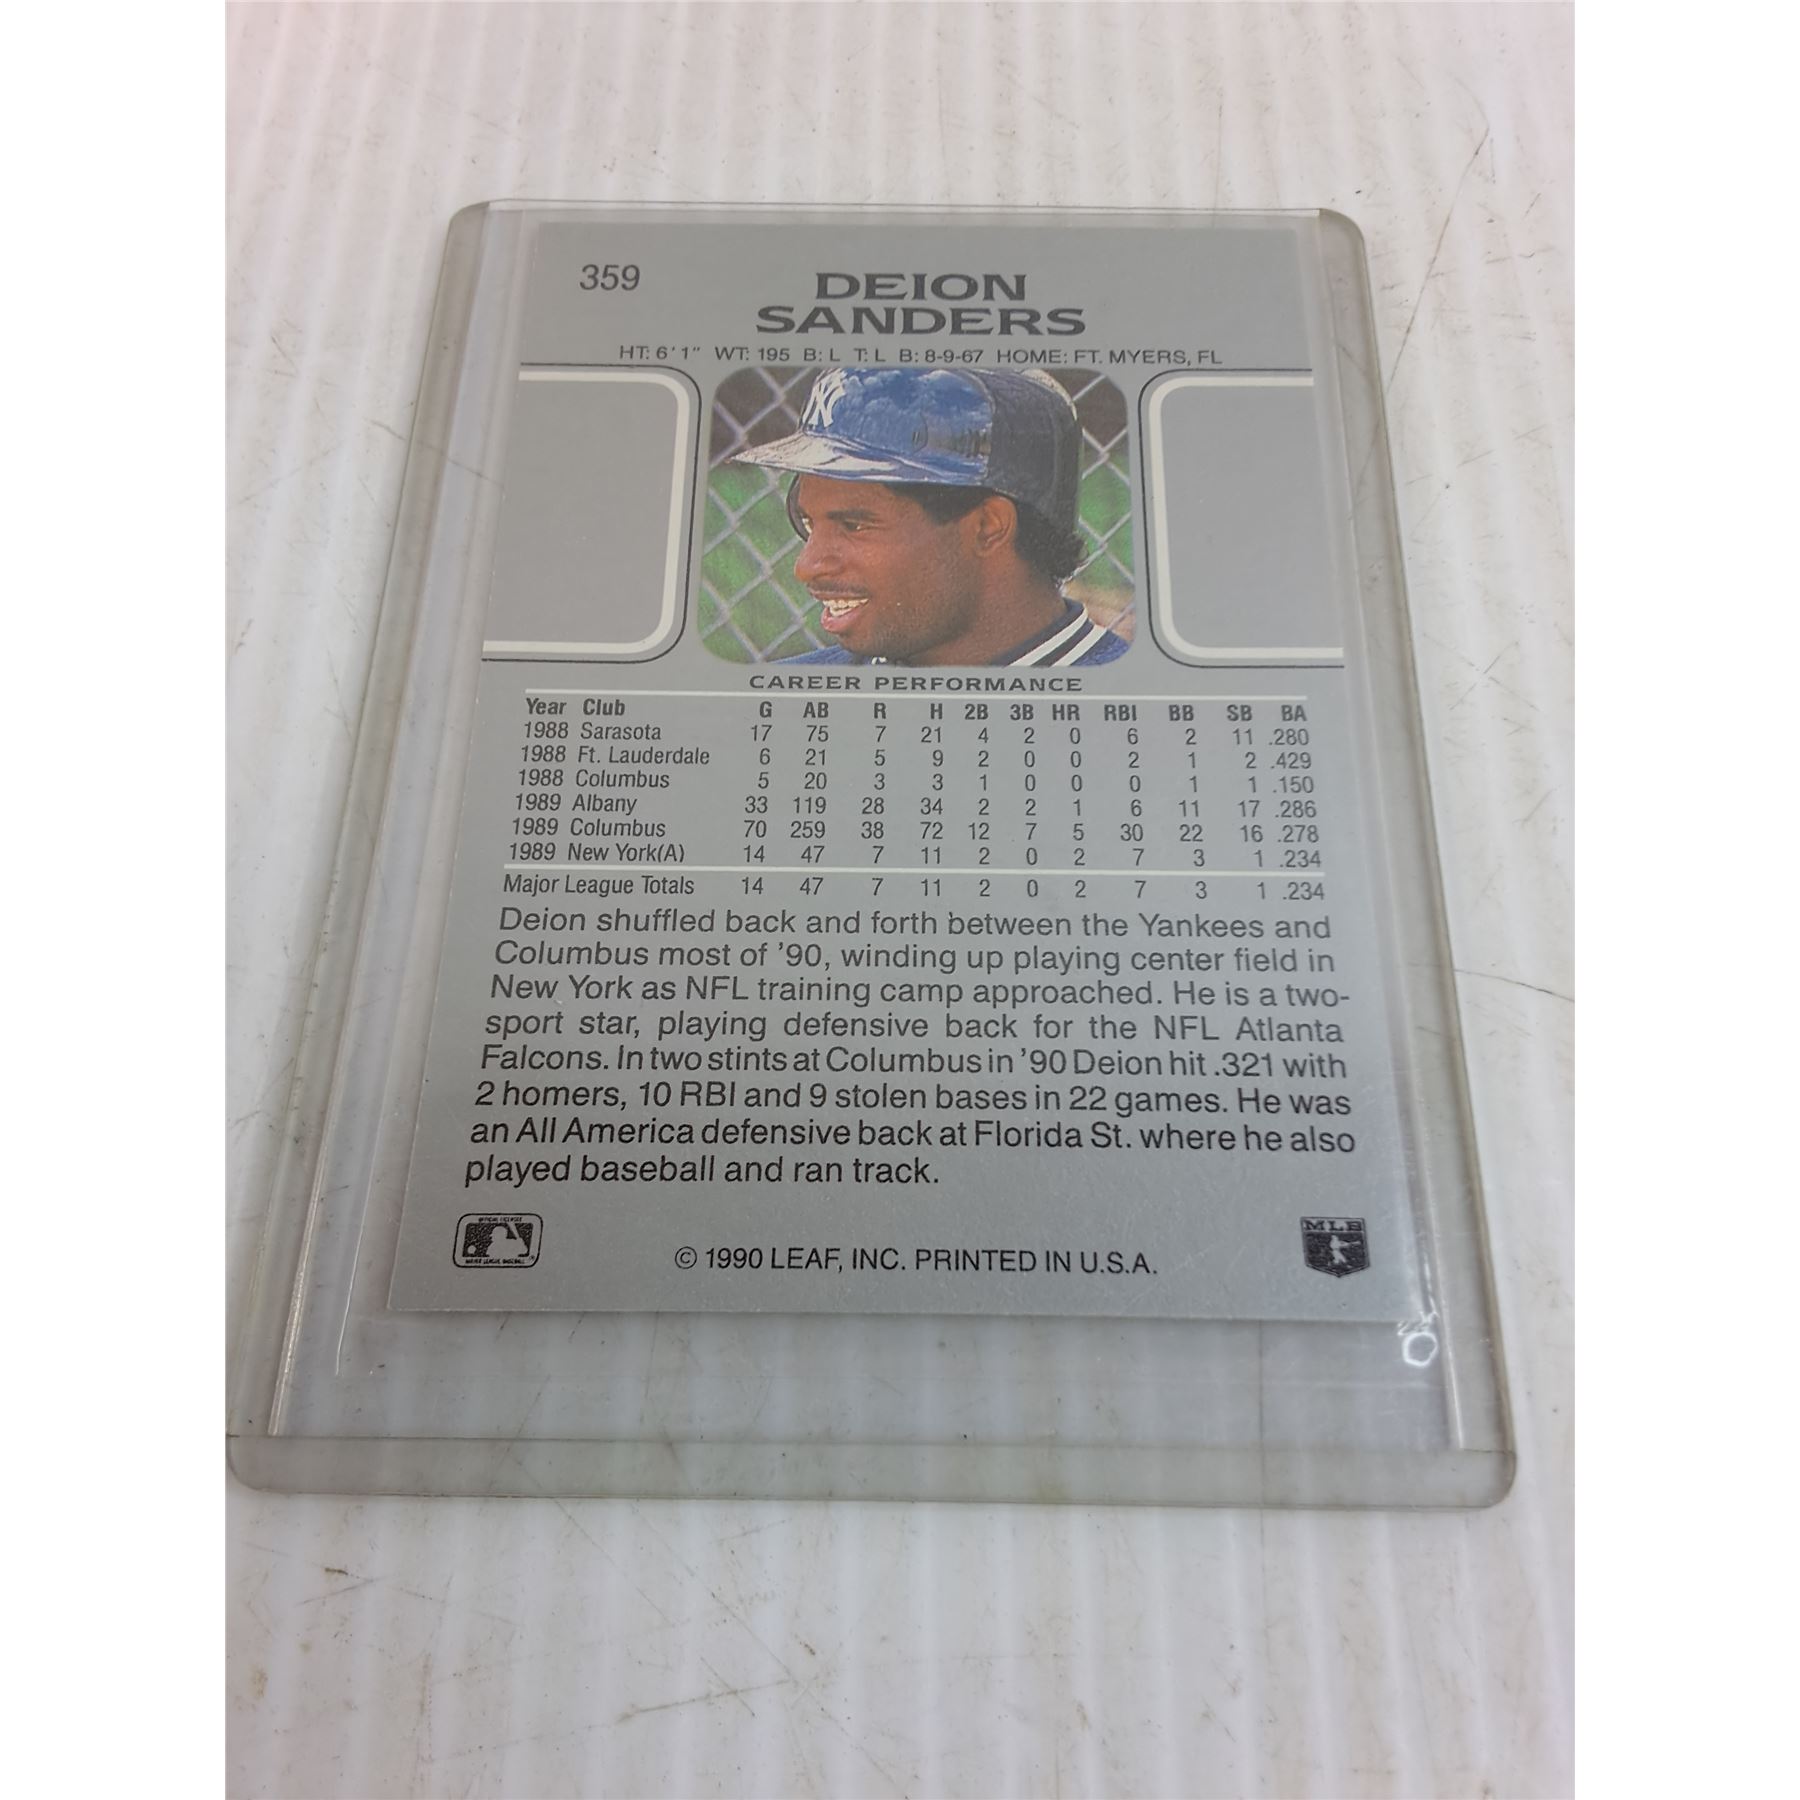 359
DEION
SANDERS
HT: 6'1" WT: 195 B: L T: L B: 8-9-67 HOME: FT. MYERS, FL
NY
CAREER PERFORMANCE
Year Club G AB R H 2B 3B HR RBI BB SB BA
1988 Sarasota 17 75 7 21 4 2 0 6 2 11 .280
1988 Ft. Lauderdale 6 21 5 9 2 0 0 2 1 2 .429
1988 Columbus 5 20 3 3 1 0 0 0 1 1 .150
1989 Albany 33 119 28 34 2 2 1 6 11 17 .286
1989 Columbus 70 259 38 72 12 7 5 30 22 16 .278
1989 New York(A) 14 47 7 11 2 0 2 7 3 1 .234
Major League Totals 14 47 7 11 2 0 2 7 3 1 .234
Deion shuffled back and forth between the Yankees and
Columbus most of '90, winding up playing center field in
New York as NFL training camp approached. He is a two-
sport star, playing defensive back for the NFL Atlanta
Falcons. In two stints at Columbus in '90 Deion hit .321 with
2 homers, 10 RBI and 9 stolen bases in 22 games. He was
an All America defensive back at Florida St. where he also
played baseball and ran track.
© 1990 LEAF, INC. PRINTED IN U.S.A.
MLB